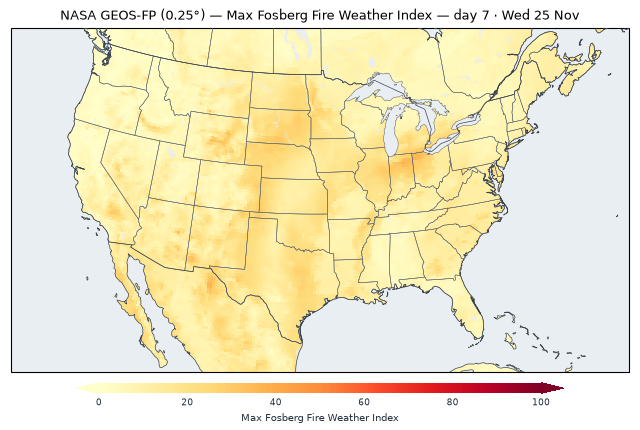 NASA GEOS-FP (0.25°) — Max Fosberg Fire Weather Index — day 7 · Wed 25 Nov
0 20 40 60 80 100
Max Fosberg Fire Weather Index